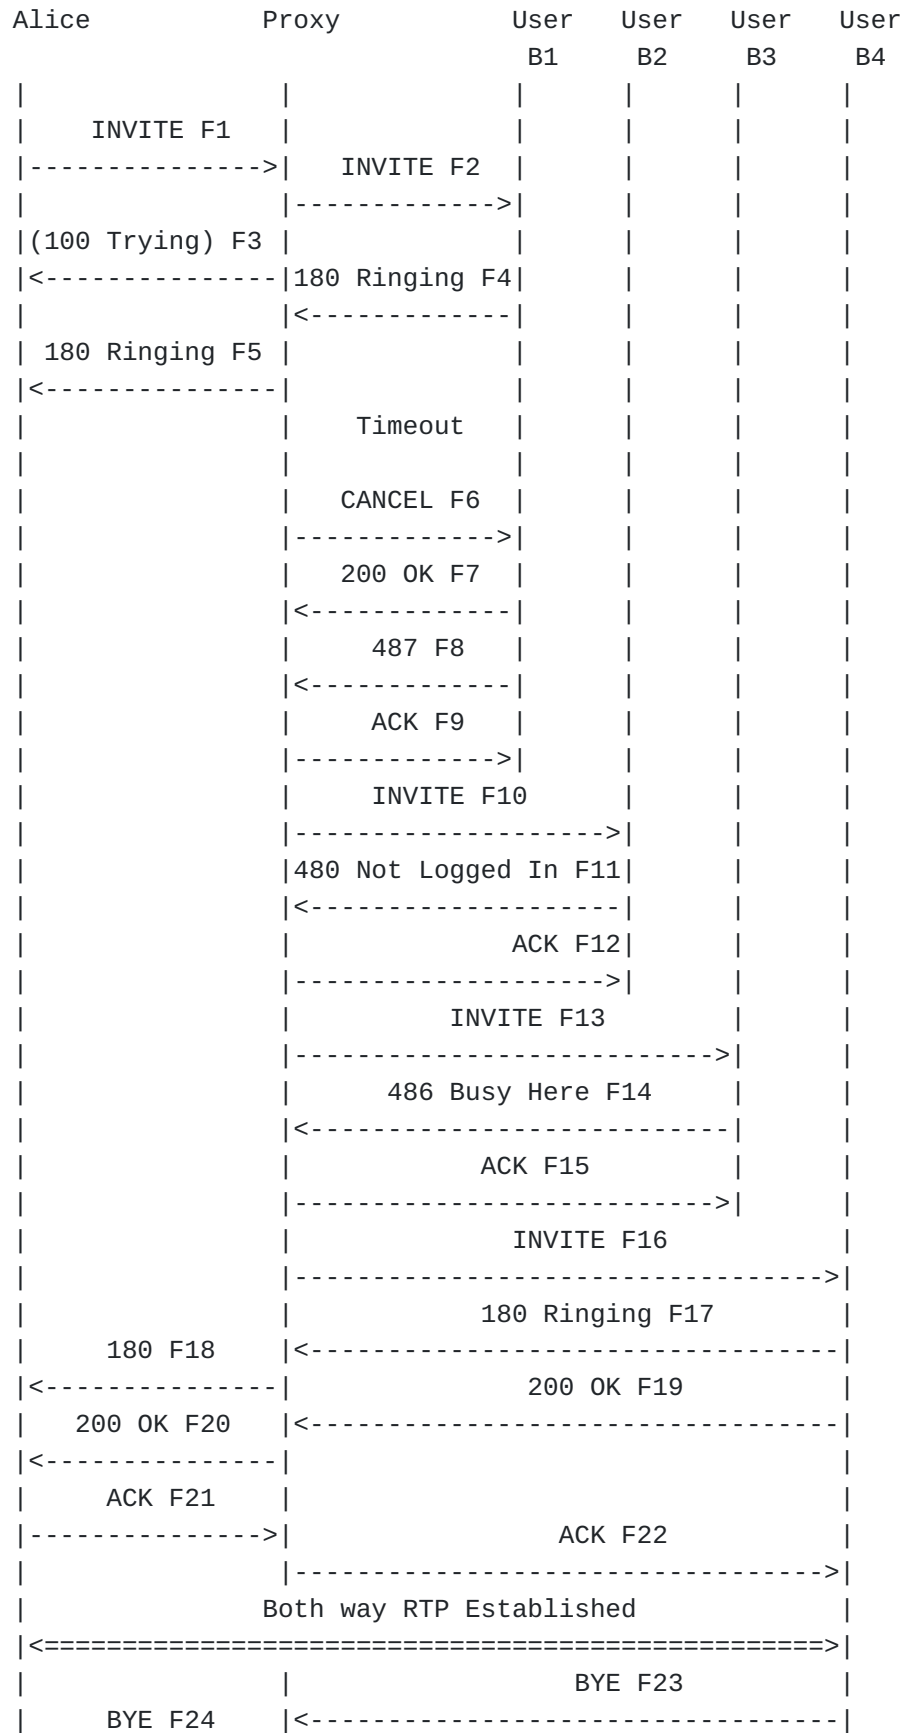 Alice           Proxy           User   User   User   User
                                 B1     B2     B3     B4
|                |              |      |      |      |
|    INVITE F1   |              |      |      |      |
|--------------->|   INVITE F2  |      |      |      |
|                |------------->|      |      |      |
|(100 Trying) F3 |              |      |      |      |
|<---------------|180 Ringing F4|      |      |      |
|                |<-------------|      |      |      |
| 180 Ringing F5 |              |      |      |      |
|<---------------|              |      |      |      |
|                |    Timeout   |      |      |      |
|                |              |      |      |      |
|                |   CANCEL F6  |      |      |      |
|                |------------->|      |      |      |
|                |   200 OK F7  |      |      |      |
|                |<-------------|      |      |      |
|                |     487 F8   |      |      |      |
|                |<-------------|      |      |      |
|                |     ACK F9   |      |      |      |
|                |------------->|      |      |      |
|                |     INVITE F10      |      |      |
|                |-------------------->|      |      |
|                |480 Not Logged In F11|      |      |
|                |<--------------------|      |      |
|                |              ACK F12|      |      |
|                |-------------------->|      |      |
|                |          INVITE F13        |      |
|                |--------------------------->|      |
|                |      486 Busy Here F14     |      |
|                |<---------------------------|      |
|                |            ACK F15         |      |
|                |--------------------------->|      |
|                |              INVITE F16           |
|                |---------------------------------->|
|                |            180 Ringing F17        |
|     180 F18    |<----------------------------------|
|<---------------|               200 OK F19          |
|   200 OK F20   |<----------------------------------|
|<---------------|                                   |
|     ACK F21    |                                   |
|--------------->|                 ACK F22           |
|                |---------------------------------->|
|               Both way RTP Established             |
|<==================================================>|
|                |                  BYE F23          |
|     BYE F24    |<----------------------------------|